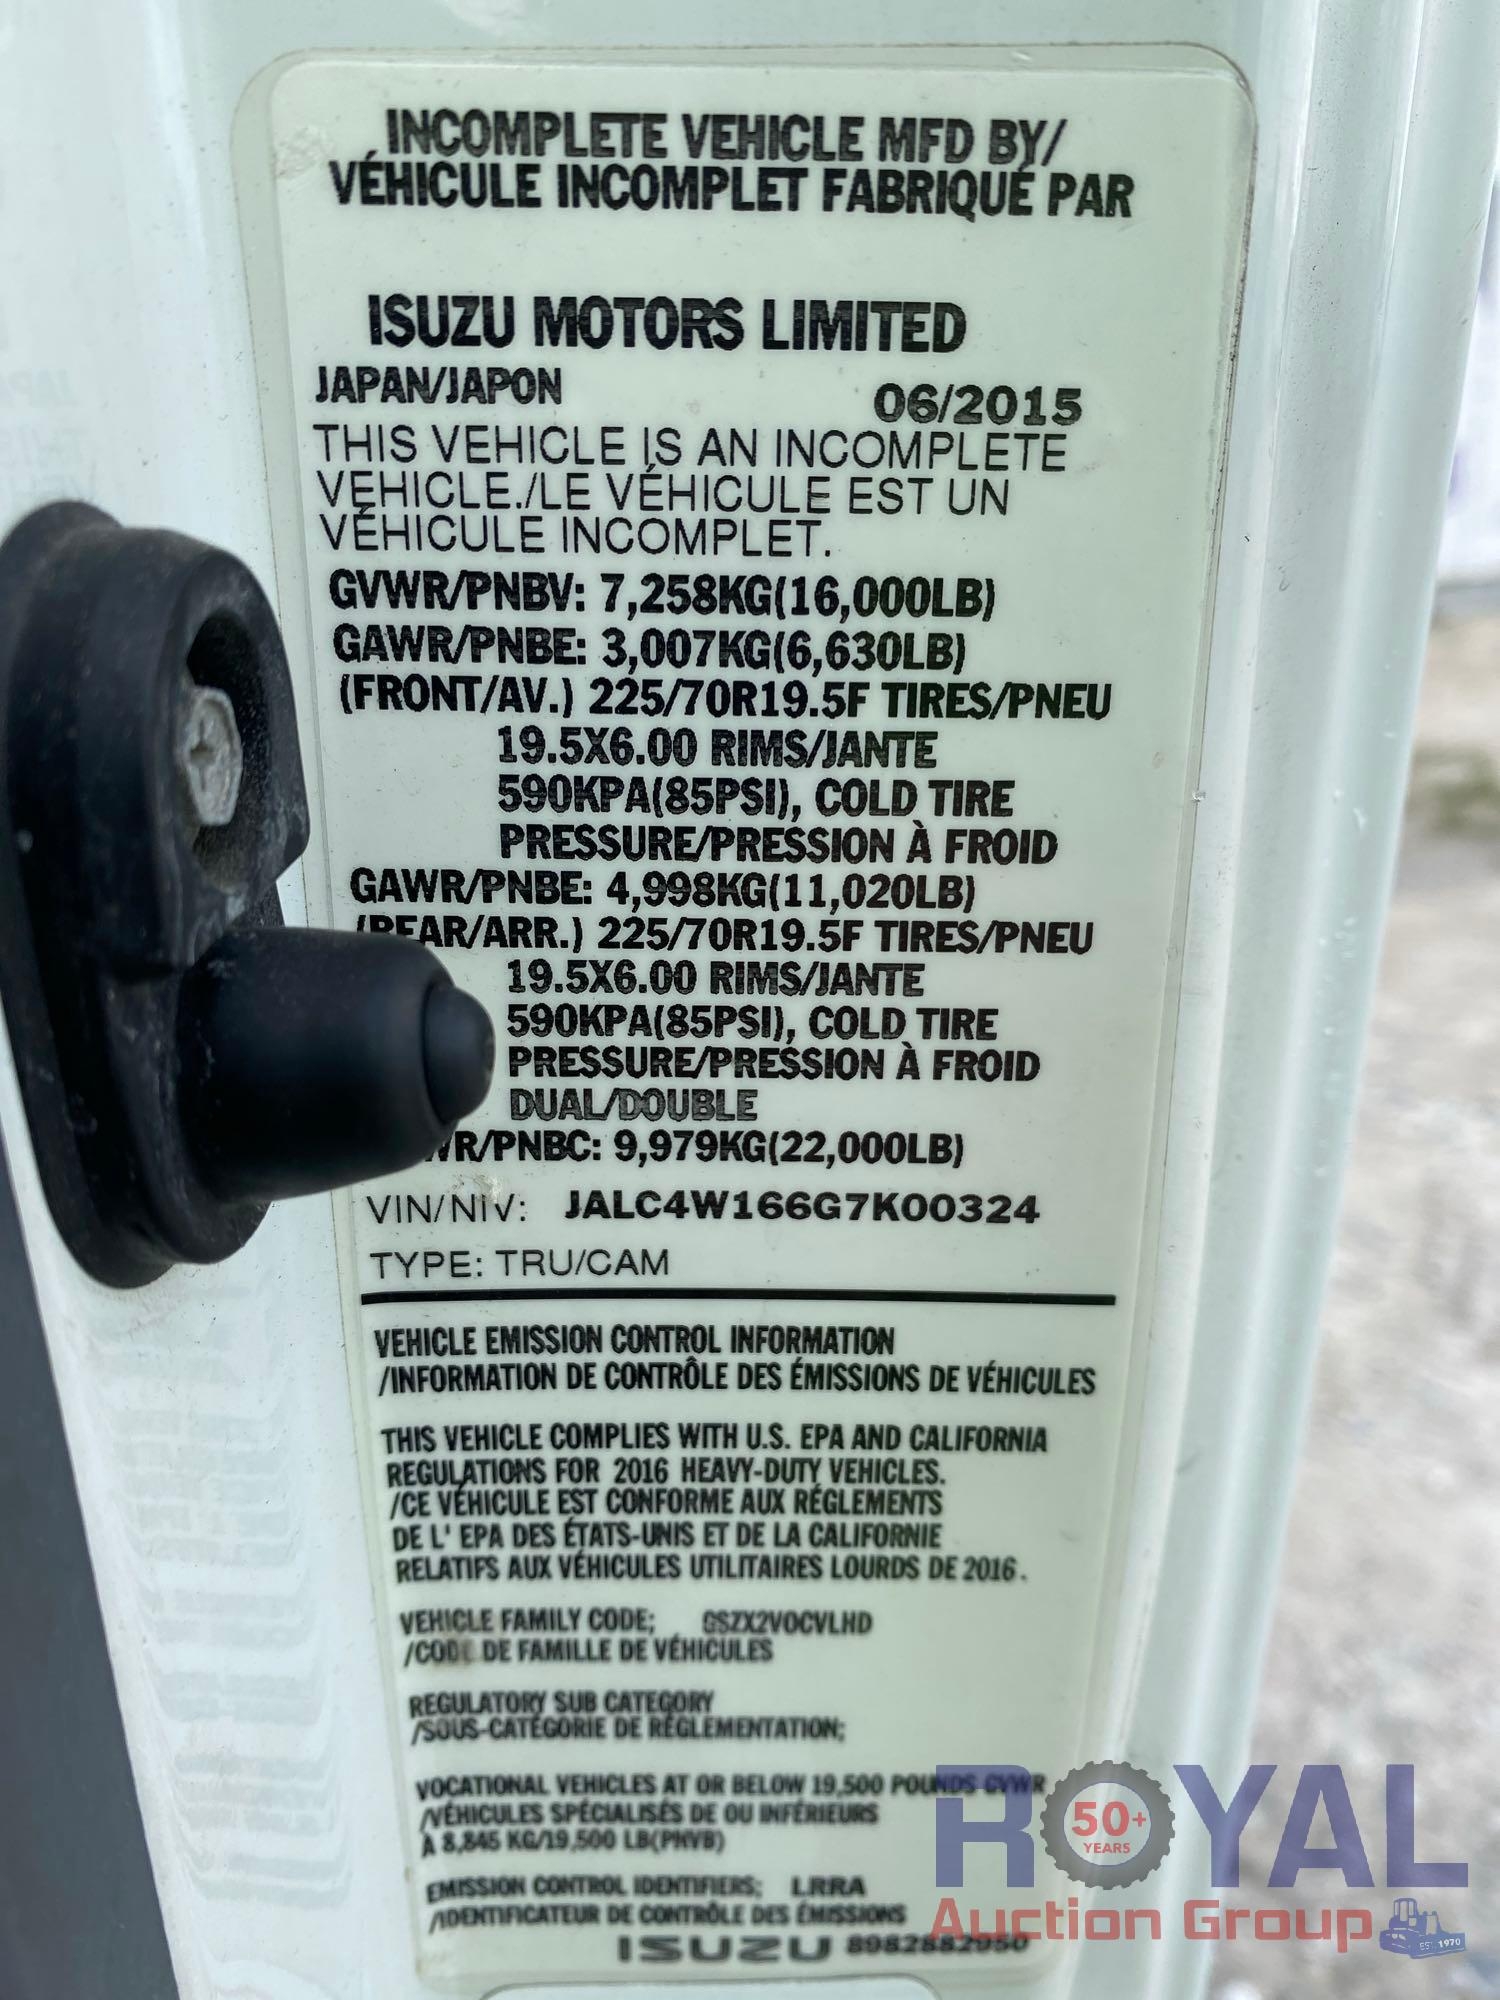 INCOMPLETE VEHICLE MFD BY/
VÉHICULE INCOMPLET FABRIQUÉ PAR
ISUZU MOTORS LIMITED
JAPAN/JAPON 06/2015
THIS VEHICLE IS AN INCOMPLETE
VEHICLE./LE VÉHICULE EST UN
VÉHICULE INCOMPLET.
GVWR/PNBV: 7,258KG(16,000LB)
GAWR/PNBE: 3,007KG(6,630LB)
(FRONT/AV.) 225/70R19.5F TIRES/PNEU
19.5X6.00 RIMS/JANTE
590KPA(85PSI), COLD TIRE
PRESSURE/PRESSION À FROID
GAWR/PNBE: 4,998KG(11,020LB)
(REAR/ARR.) 225/70R19.5F TIRES/PNEU
19.5X6.00 RIMS/JANTE
590KPA(85PSI), COLD TIRE
PRESSURE/PRESSION À FROID
DUAL/DOUBLE
WR/PNBC: 9,979KG(22,000LB)
VIN/NIV: JALC4W166G7K00324
TYPE: TRU/CAM
VEHICLE EMISSION CONTROL INFORMATION
/INFORMATION DE CONTRÔLE DES ÉMISSIONS DE VÉHICULES
THIS VEHICLE COMPLIES WITH U.S. EPA AND CALIFORNIA
REGULATIONS FOR 2016 HEAVY-DUTY VEHICLES.
/CE VÉHICULE EST CONFORME AUX RÉGLEMENTS
DE L' EPA DES ÉTATS-UNIS ET DE LA CALIFORNIE
RELATIFS AUX VÉHICULES UTILITAIRES LOURDS DE 2016.
VEHICLE FAMILY CODE; GSZX2VOCVLHD
/CODE DE FAMILLE DE VÉHICULES
REGULATORY SUB CATEGORY
/SOUS-CATÉGORIE DE RÉGLEMENTATION;
VOCATIONAL VEHICLES AT OR BELOW 19,500 POUNDS GVWR
/VÉHICULES SPÉCIALISÉS DE OU INFÉRIEURS
À 8,845 KG/19,500 LB(PNVB)
EMISSION CONTROL IDENTIFIERS; LRRA
/IDENTIFICATEUR DE CONTRÔLE DES ÉMISSIONS
ISUZU 8982882050
ROYAL
50+
YEARS
Auction Group
EST. 1970